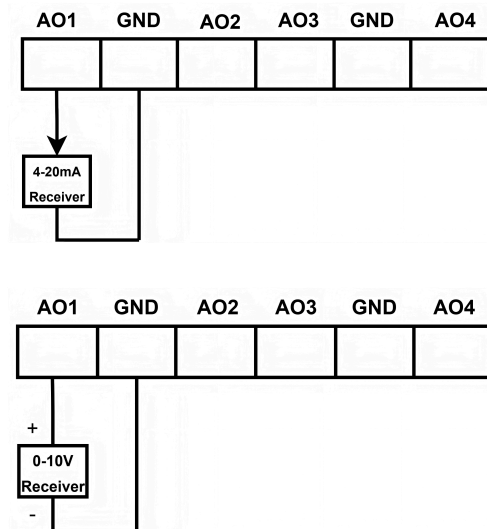 AO1 GND AO2 AO3 GND AO4
4-20mA
Receiver
AO1 GND AO2 AO3 GND AO4
+
0-10V
Receiver
-